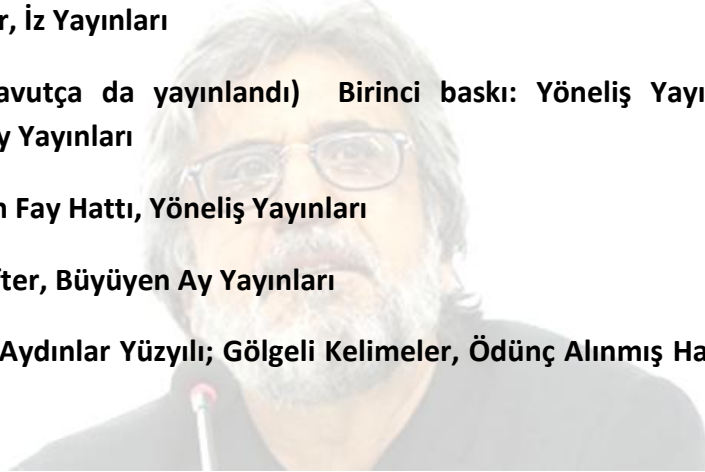 r, İz Yayınları
avutça da yayınlandı) Birinci baskı: Yöneliş Yayı
y Yayınları
n Fay Hattı, Yöneliş Yayınları
fter, Büyüyen Ay Yayınları
Aydınlar Yüzyılı; Gölgeli Kelimeler, Ödünç Alınmış Ha